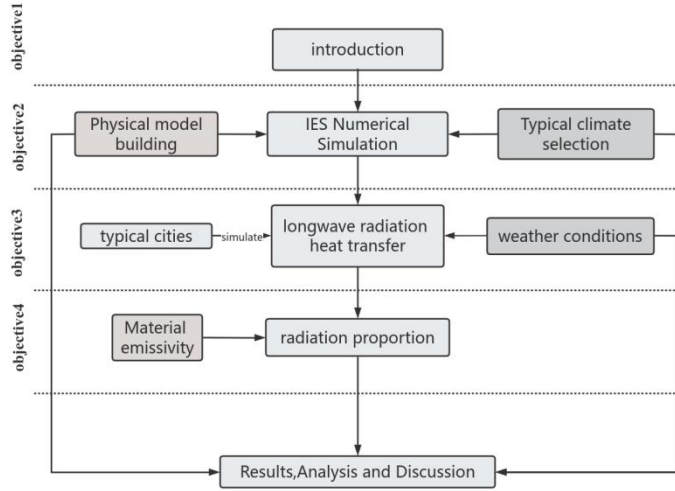 objective1
introduction
objective2
Physical model
building
IES Numerical
Simulation
Typical climate
selection
objective3
typical cities
simulate
longwave radiation
heat transfer
weather conditions
objective4
Material
emissivity
radiation proportion
Results,Analysis and Discussion